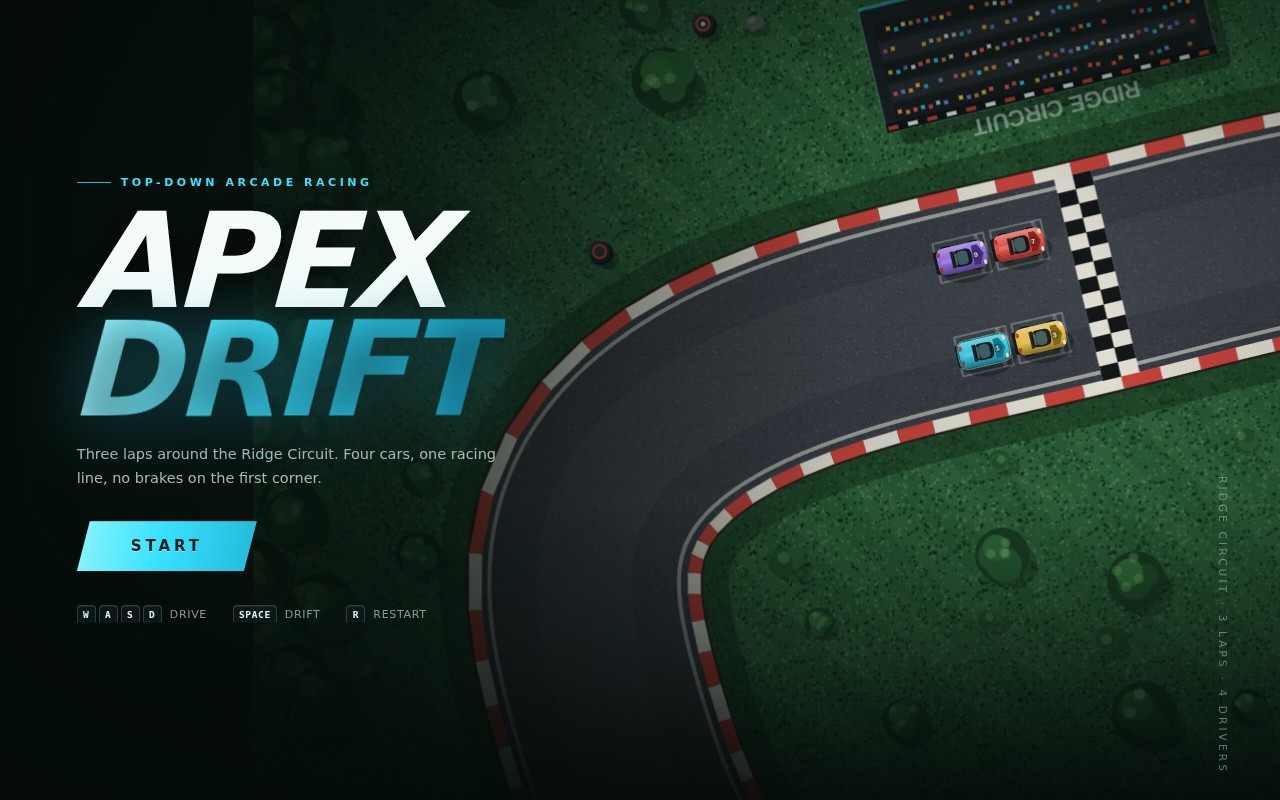 TOP-DOWN ARCADE RACING
APEX
DRIFT
Three laps around the Ridge Circuit. Four cars, one racing
line, no brakes on the first corner.
START
W A S D DRIVE SPACE DRIFT R RESTART
RIDGE CIRCUIT
RIDGE CIRCUIT · 3 LAPS · 4 DRIVERS